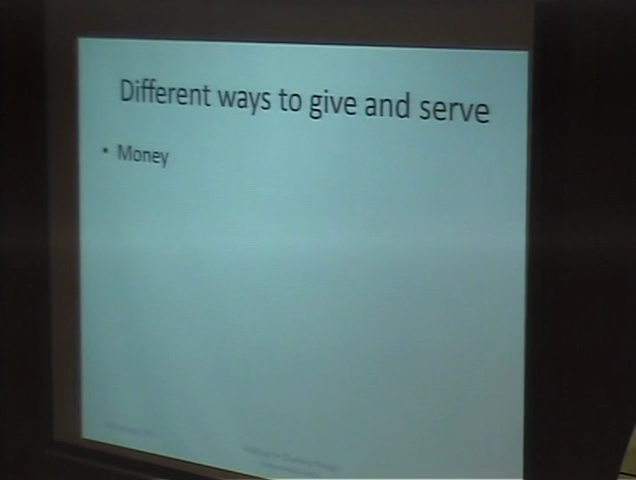 Different ways to give and serve
• Money